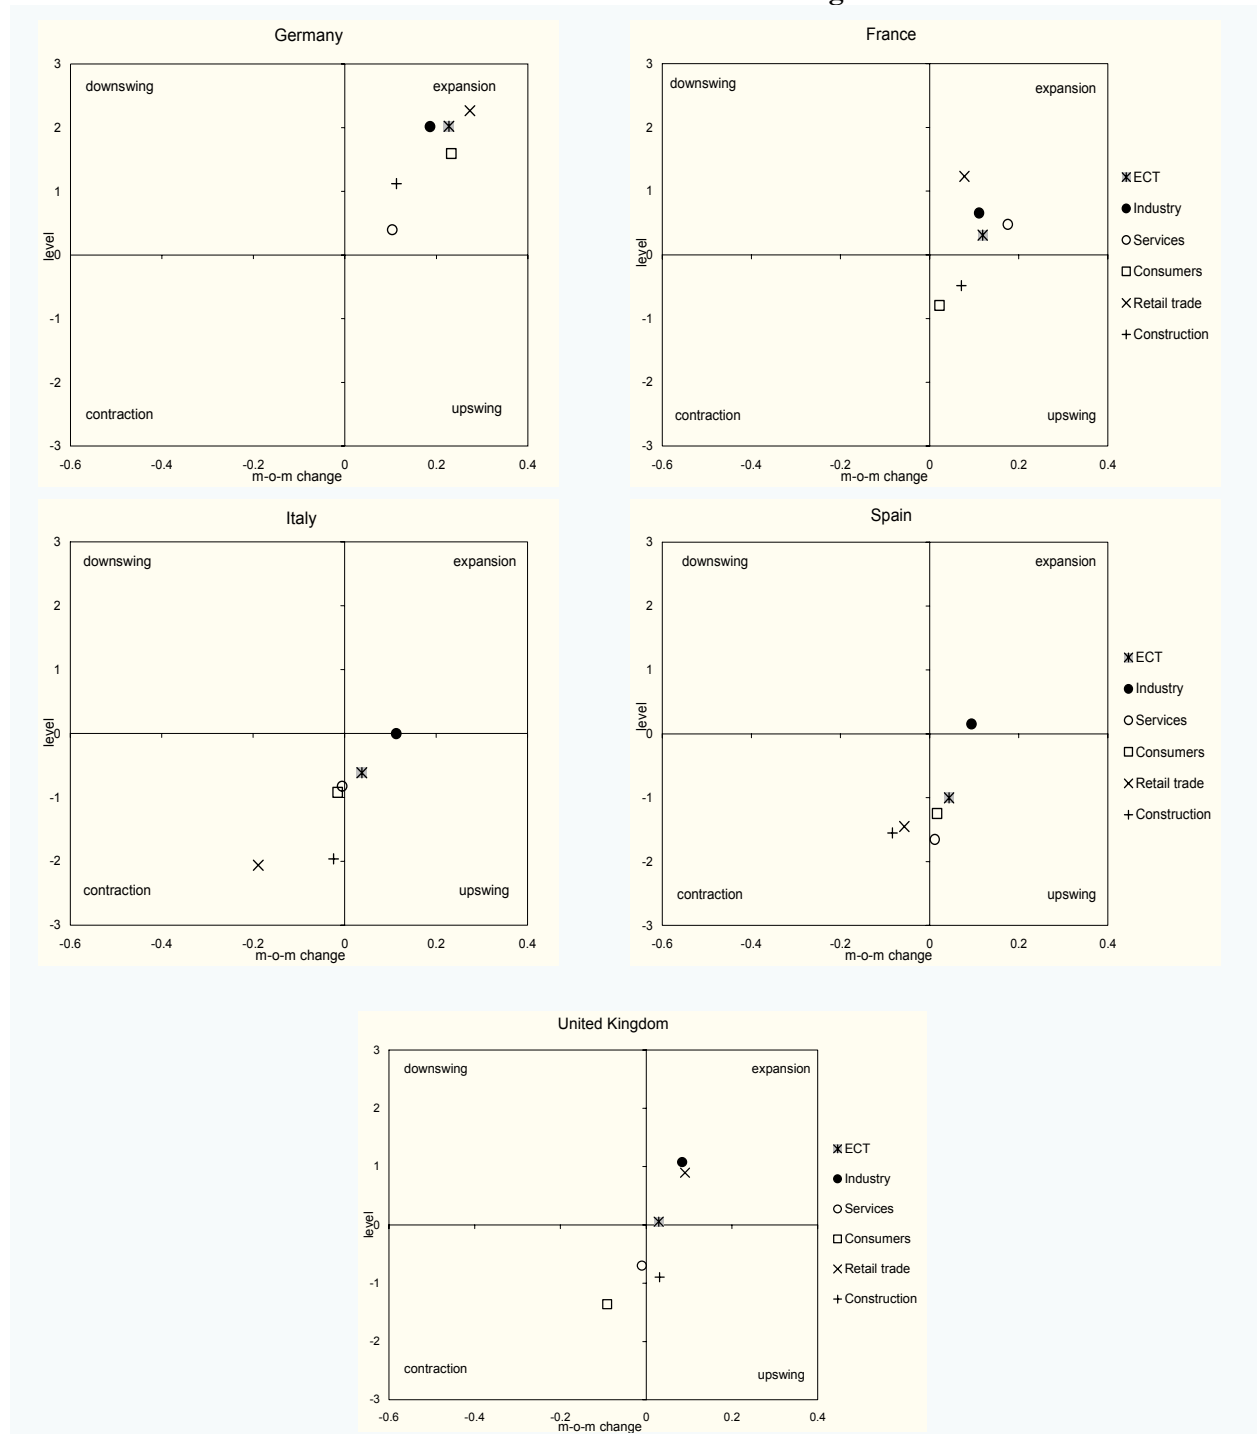 Germany
3
downswing
expansion
2
1
level
0
-1
-2
contraction
upswing
-3
-0.6
-0.4
-0.2
0
0.2
0.4
m-o-m change
France
3
downswing
expansion
2
1
level
0
-1
-2
contraction
upswing
-3
-0.6
-0.4
-0.2
0
0.2
0.4
m-o-m change
ECT
Industry
Services
Consumers
Retail trade
Construction
Italy
3
downswing
expansion
2
1
level
0
-1
-2
contraction
upswing
-3
-0.6
-0.4
-0.2
0
0.2
0.4
m-o-m change
Spain
3
downswing
expansion
2
1
level
0
-1
-2
contraction
upswing
-3
-0.6
-0.4
-0.2
0
0.2
0.4
m-o-m change
ECT
Industry
Services
Consumers
Retail trade
Construction
United Kingdom
3
downswing
expansion
2
1
level
0
-1
-2
contraction
upswing
-3
-0.6
-0.4
-0.2
0
0.2
0.4
m-o-m change
ECT
Industry
Services
Consumers
Retail trade
Construction